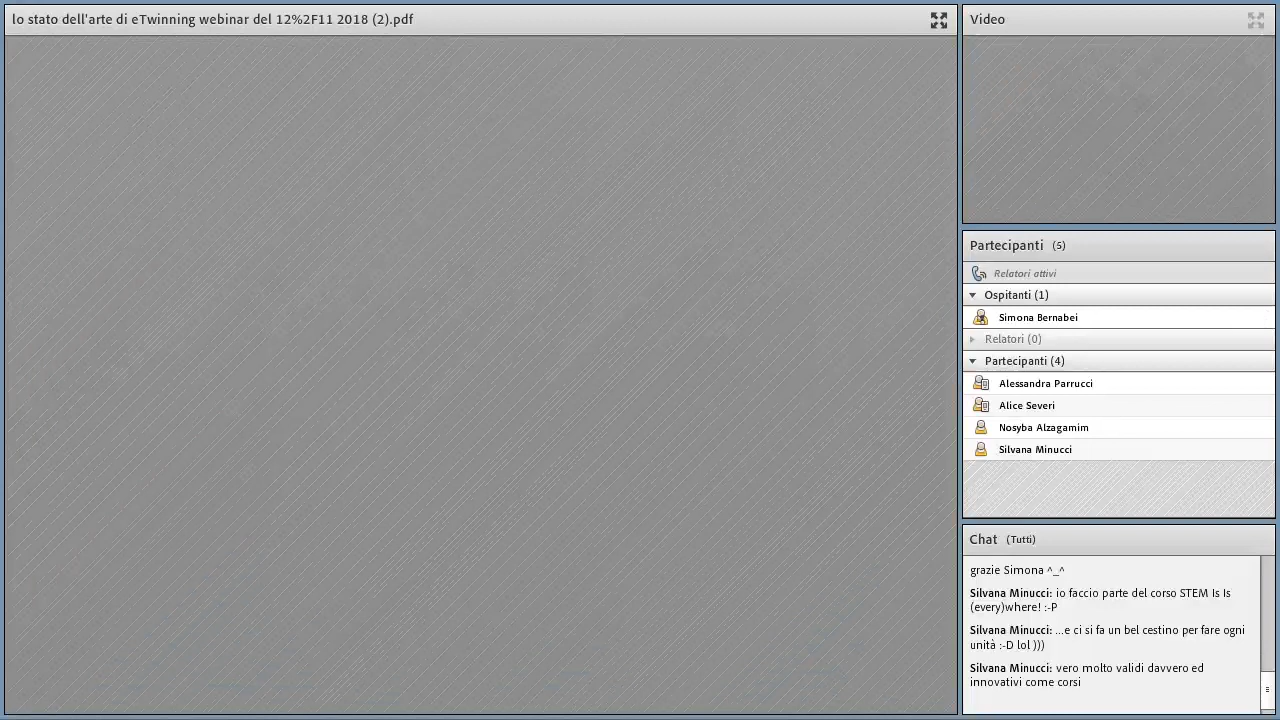 lo stato dell'arte di eTwinning webinar del 12%2F11 2018 (2).pdf
Video
Partecipanti (5)
Relatori attivi
Ospitanti (1)
Simona Bernabei
Relatori (0)
Partecipanti (4)
Alessandra Parrucci
Alice Severi
Nosyba Alzagamim
Silvana Minucci
Chat (Tutti)
grazie Simona ^_^
Silvana Minucci: io faccio parte del corso STEM Is Is
(every)where! :-P
Silvana Minucci: ...e ci si fa un bel cestino per fare ogni
unità :-D lol )))
Silvana Minucci: vero molto validi davvero ed
innovativi come corsi